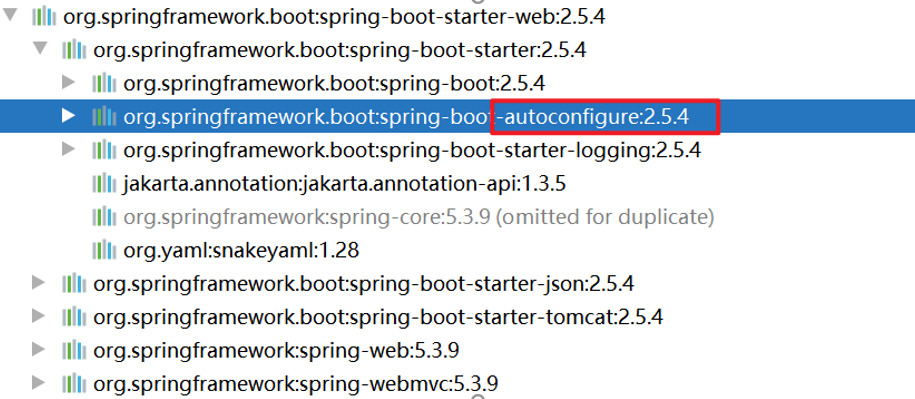 org.springframework.boot:spring-boot-starter-web:2.5.4
org.springframework.boot:spring-boot-starter:2.5.4
org.springframework.boot:spring-boot:2.5.4
org.springframework.boot:spring-boot-autoconfigure:2.5.4
org.springframework.boot:spring-boot-starter-logging:2.5.4
jakarta.annotation:jakarta.annotation-api:1.3.5
org.springframework:spring-core:5.3.9 (omitted for duplicate)
org.yaml:snakeyaml:1.28
org.springframework.boot:spring-boot-starter-json:2.5.4
org.springframework.boot:spring-boot-starter-tomcat:2.5.4
org.springframework:spring-web:5.3.9
org.springframework:spring-webmvc:5.3.9